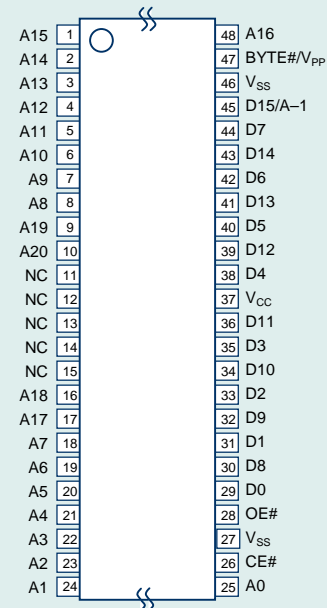 A15 1 48 A16
A14 2 47 BYTE#/VPP
A13 3 46 VSS
A12 4 45 D15/A–1
A11 5 44 D7
A10 6 43 D14
A9 7 42 D6
A8 8 41 D13
A19 9 40 D5
A20 10 39 D12
NC 11 38 D4
NC 12 37 VCC
NC 13 36 D11
NC 14 35 D3
NC 15 34 D10
A18 16 33 D2
A17 17 32 D9
A7 18 31 D1
A6 19 30 D8
A5 20 29 D0
A4 21 28 OE#
A3 22 27 VSS
A2 23 26 CE#
A1 24 25 A0